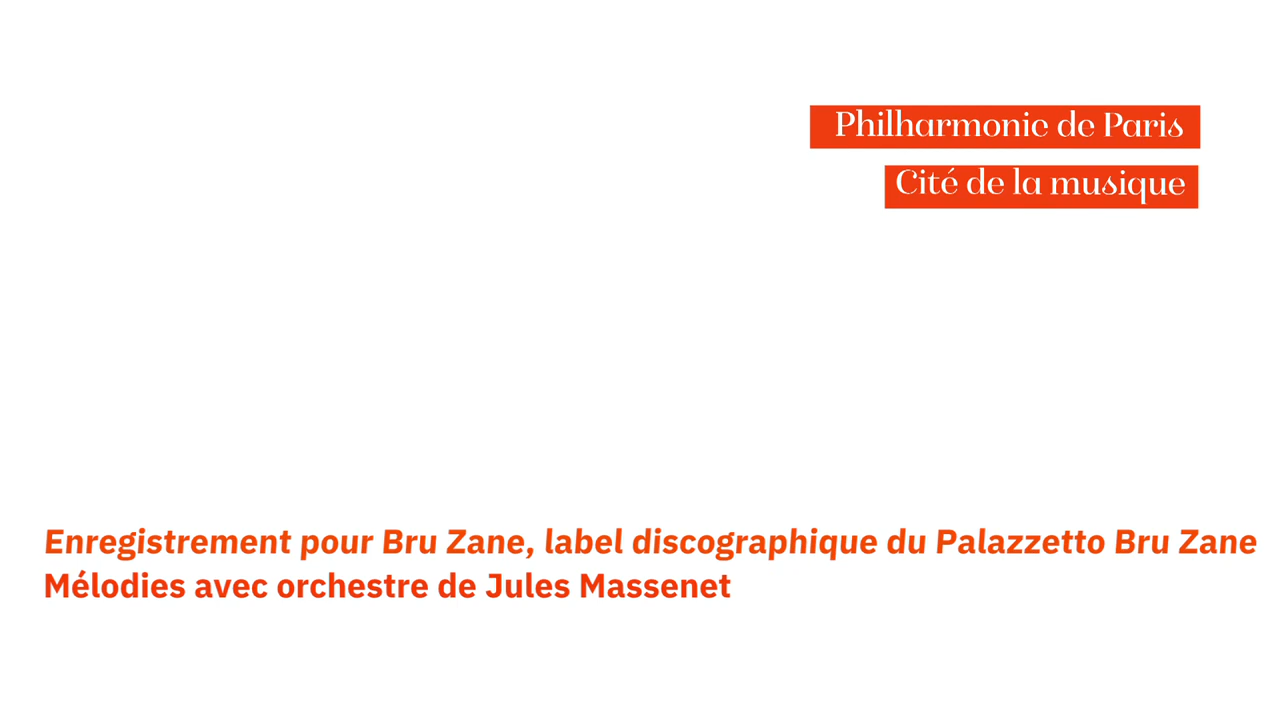 Philharmonie de Paris
Cité de la musique
Enregistrement pour Bru Zane, label discographique du Palazzetto Bru Zane
Mélodies avec orchestre de Jules Massenet